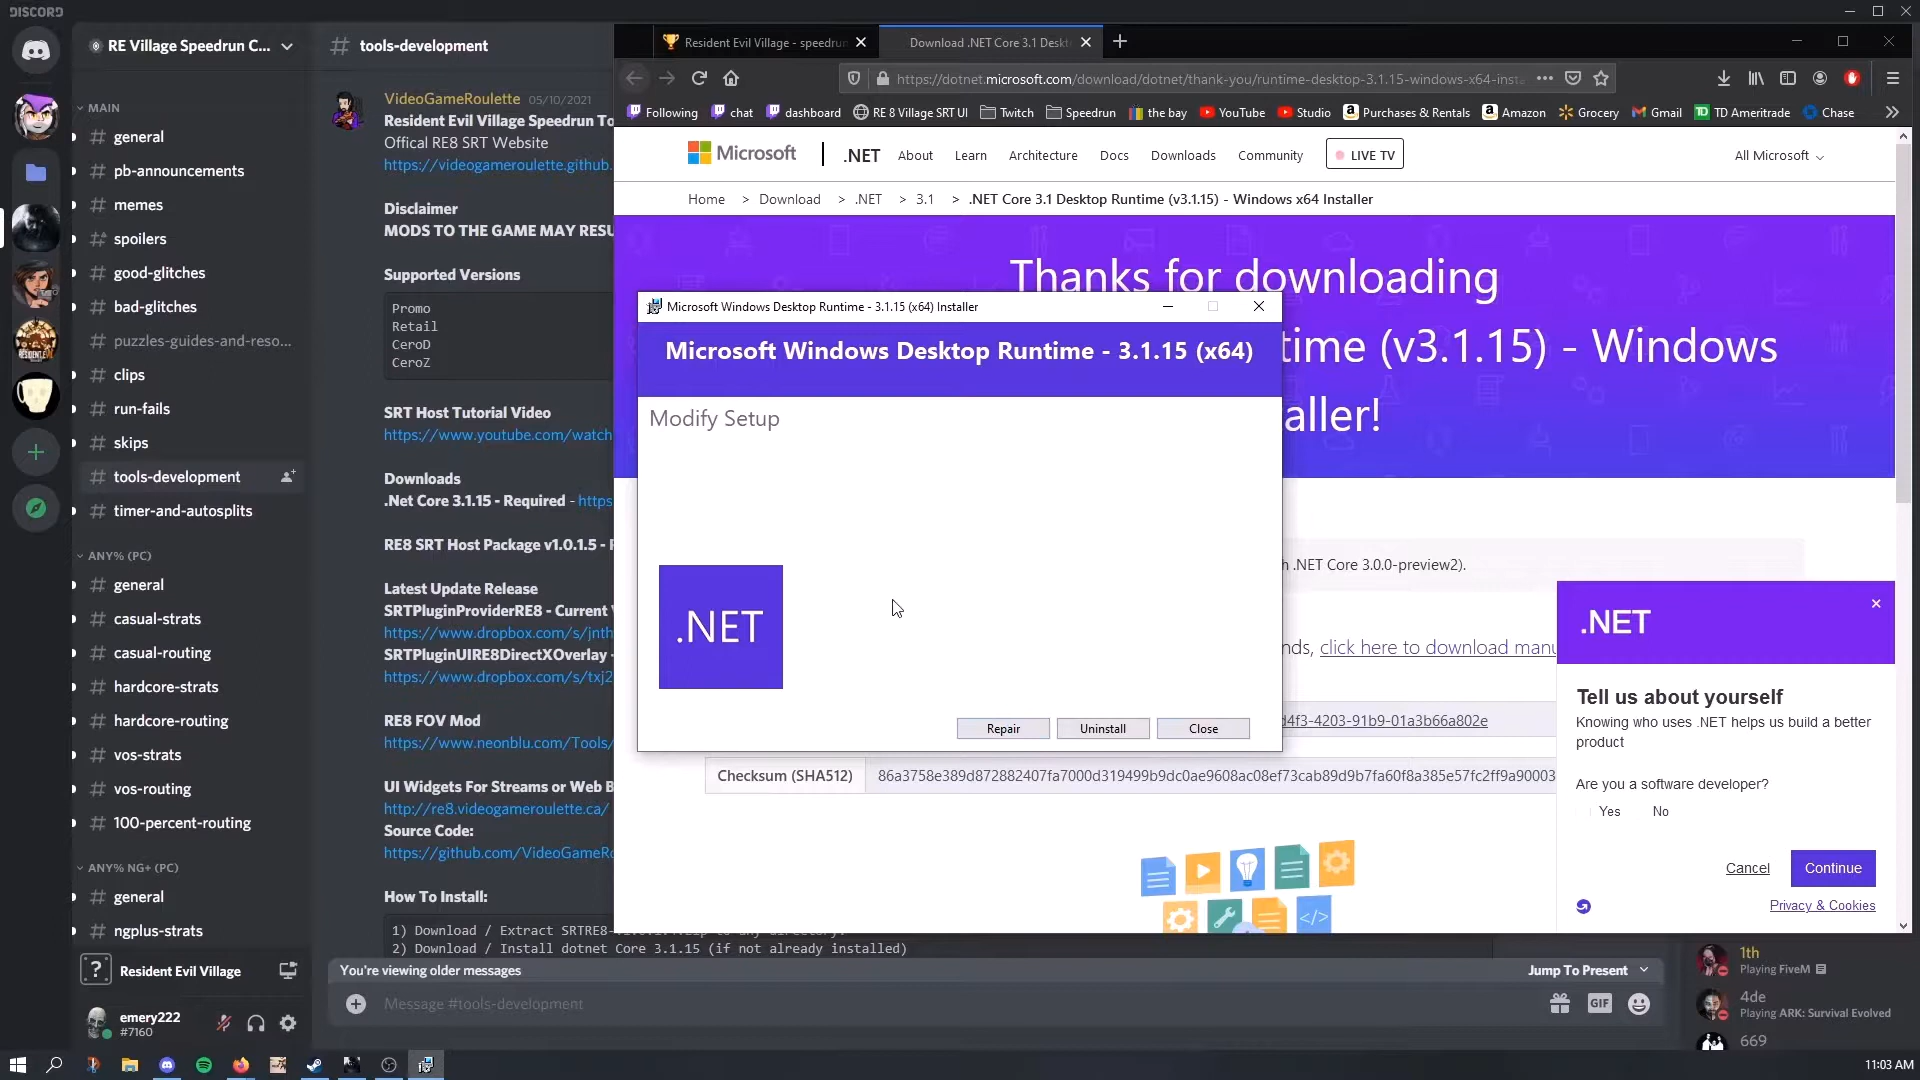 DISCORD
RE Village Speedrun C...
tools-development
MAIN
general
pb-announcements
memes
spoilers
good-glitches
bad-glitches
puzzles-guides-and-reso...
clips
run-fails
skips
tools-development
timer-and-autosplits
ANY% (PC)
general
casual-strats
casual-routing
hardcore-strats
hardcore-routing
vos-strats
vos-routing
100-percent-routing
ANY% NG+ (PC)
general
ngplus-strats
Resident Evil Village
emery222
#7160
VideoGameRoulette 05/10/2021
Resident Evil Village Speedrun To
Offical RE8 SRT Website
https://videogameroulette.github.
Disclaimer
MODS TO THE GAME MAY RESU
Supported Versions
Promo
Retail
CeroD
CeroZ
SRT Host Tutorial Video
https://www.youtube.com/watch
Downloads
.Net Core 3.1.15 - Required - https
RE8 SRT Host Package v1.0.1.5 -
Latest Update Release
SRTPluginProviderRE8 - Current
https://www.dropbox.com/s/jnth
SRTPluginUIRE8DirectXOverlay -
https://www.dropbox.com/s/txj2
RE8 FOV Mod
https://www.neonblu.com/Tools/
UI Widgets For Streams or Web B
http://re8.videogameroulette.ca/
Source Code:
https://github.com/VideoGameRo
How To Install:
1) Download / Extract
2) Download / Install dotnet Core 3.1.15 (if not already installed)
You're viewing older messages
Jump To Present
Message #tools-development
GIF
Resident Evil Village - speedrun
Download .NET Core 3.1 Deskt
https://dotnet.microsoft.com/download/dotnet/thank-you/runtime-desktop-3.1.15-windows-x64-insta
Following chat dashboard RE 8 Village SRT UI Twitch Speedrun the bay YouTube Studio Purchases & Rentals Amazon Grocery Gmail TD Ameritrade Chase
Microsoft .NET About Learn Architecture Docs Downloads Community LIVE TV All Microsoft
Home > Download > .NET > 3.1 > .NET Core 3.1 Desktop Runtime (v3.1.15) - Windows x64 Installer
Thanks for downloading
time (v3.1.15) - Windows
aller!
Microsoft Windows Desktop Runtime - 3.1.15 (x64) Installer
Microsoft Windows Desktop Runtime - 3.1.15 (x64)
Modify Setup
.NET
Repair Uninstall Close
.NET Core 3.0.0-preview2).
nds, click here to download manu
d4f3-4203-91b9-01a3b66a802e
Checksum (SHA512) 86a3758e389d872882407fa7000d319499b9dc0ae9608ac08ef73cab89d9b7fa60f8a385e57fc2ff9a90003
.NET
Tell us about yourself
Knowing who uses .NET helps us build a better
product
Are you a software developer?
Yes No
Cancel Continue
Privacy & Cookies
1th
Playing FiveM
4de
Playing ARK: Survival Evolved
669
11:03 AM